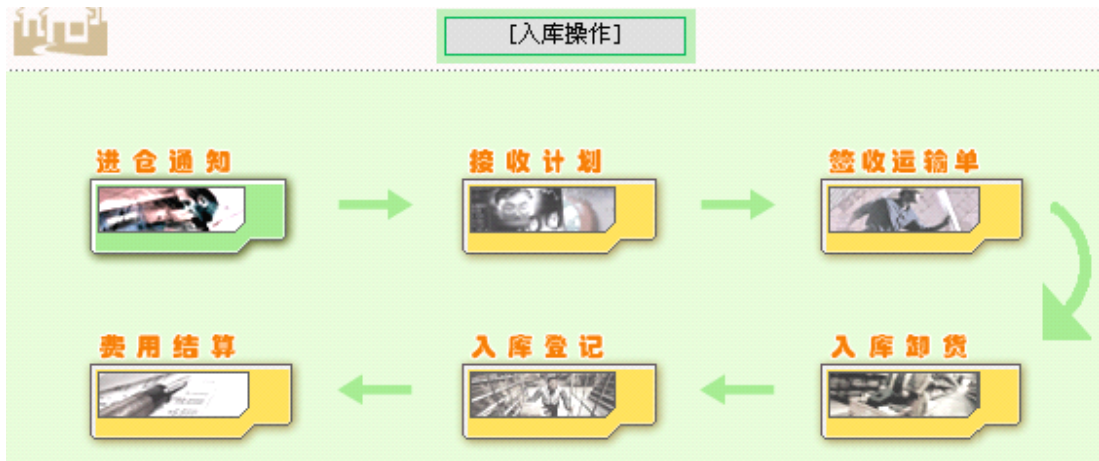 [入库操作]
进仓通知
接收计划
签收运输单
费用结算
入库登记
入库卸货